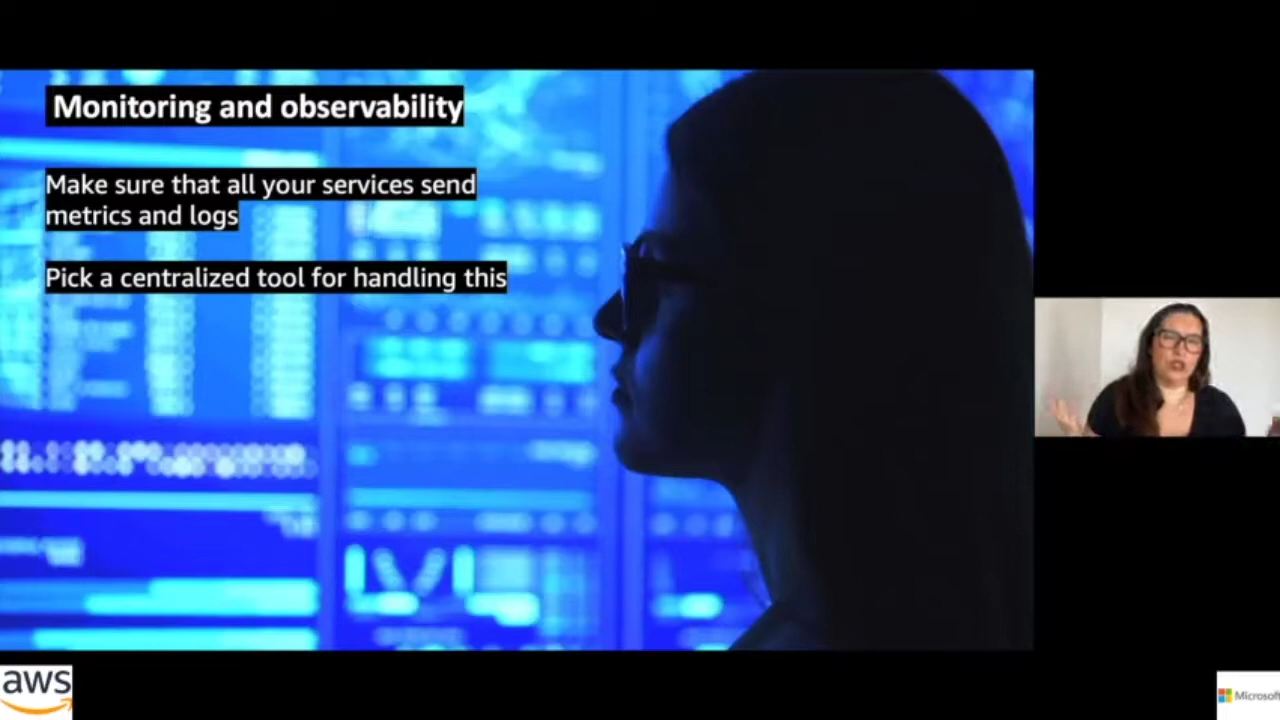 Monitoring and observability
Make sure that all your services send
metrics and logs
Pick a centralized tool for handling this
aws
Microsoft